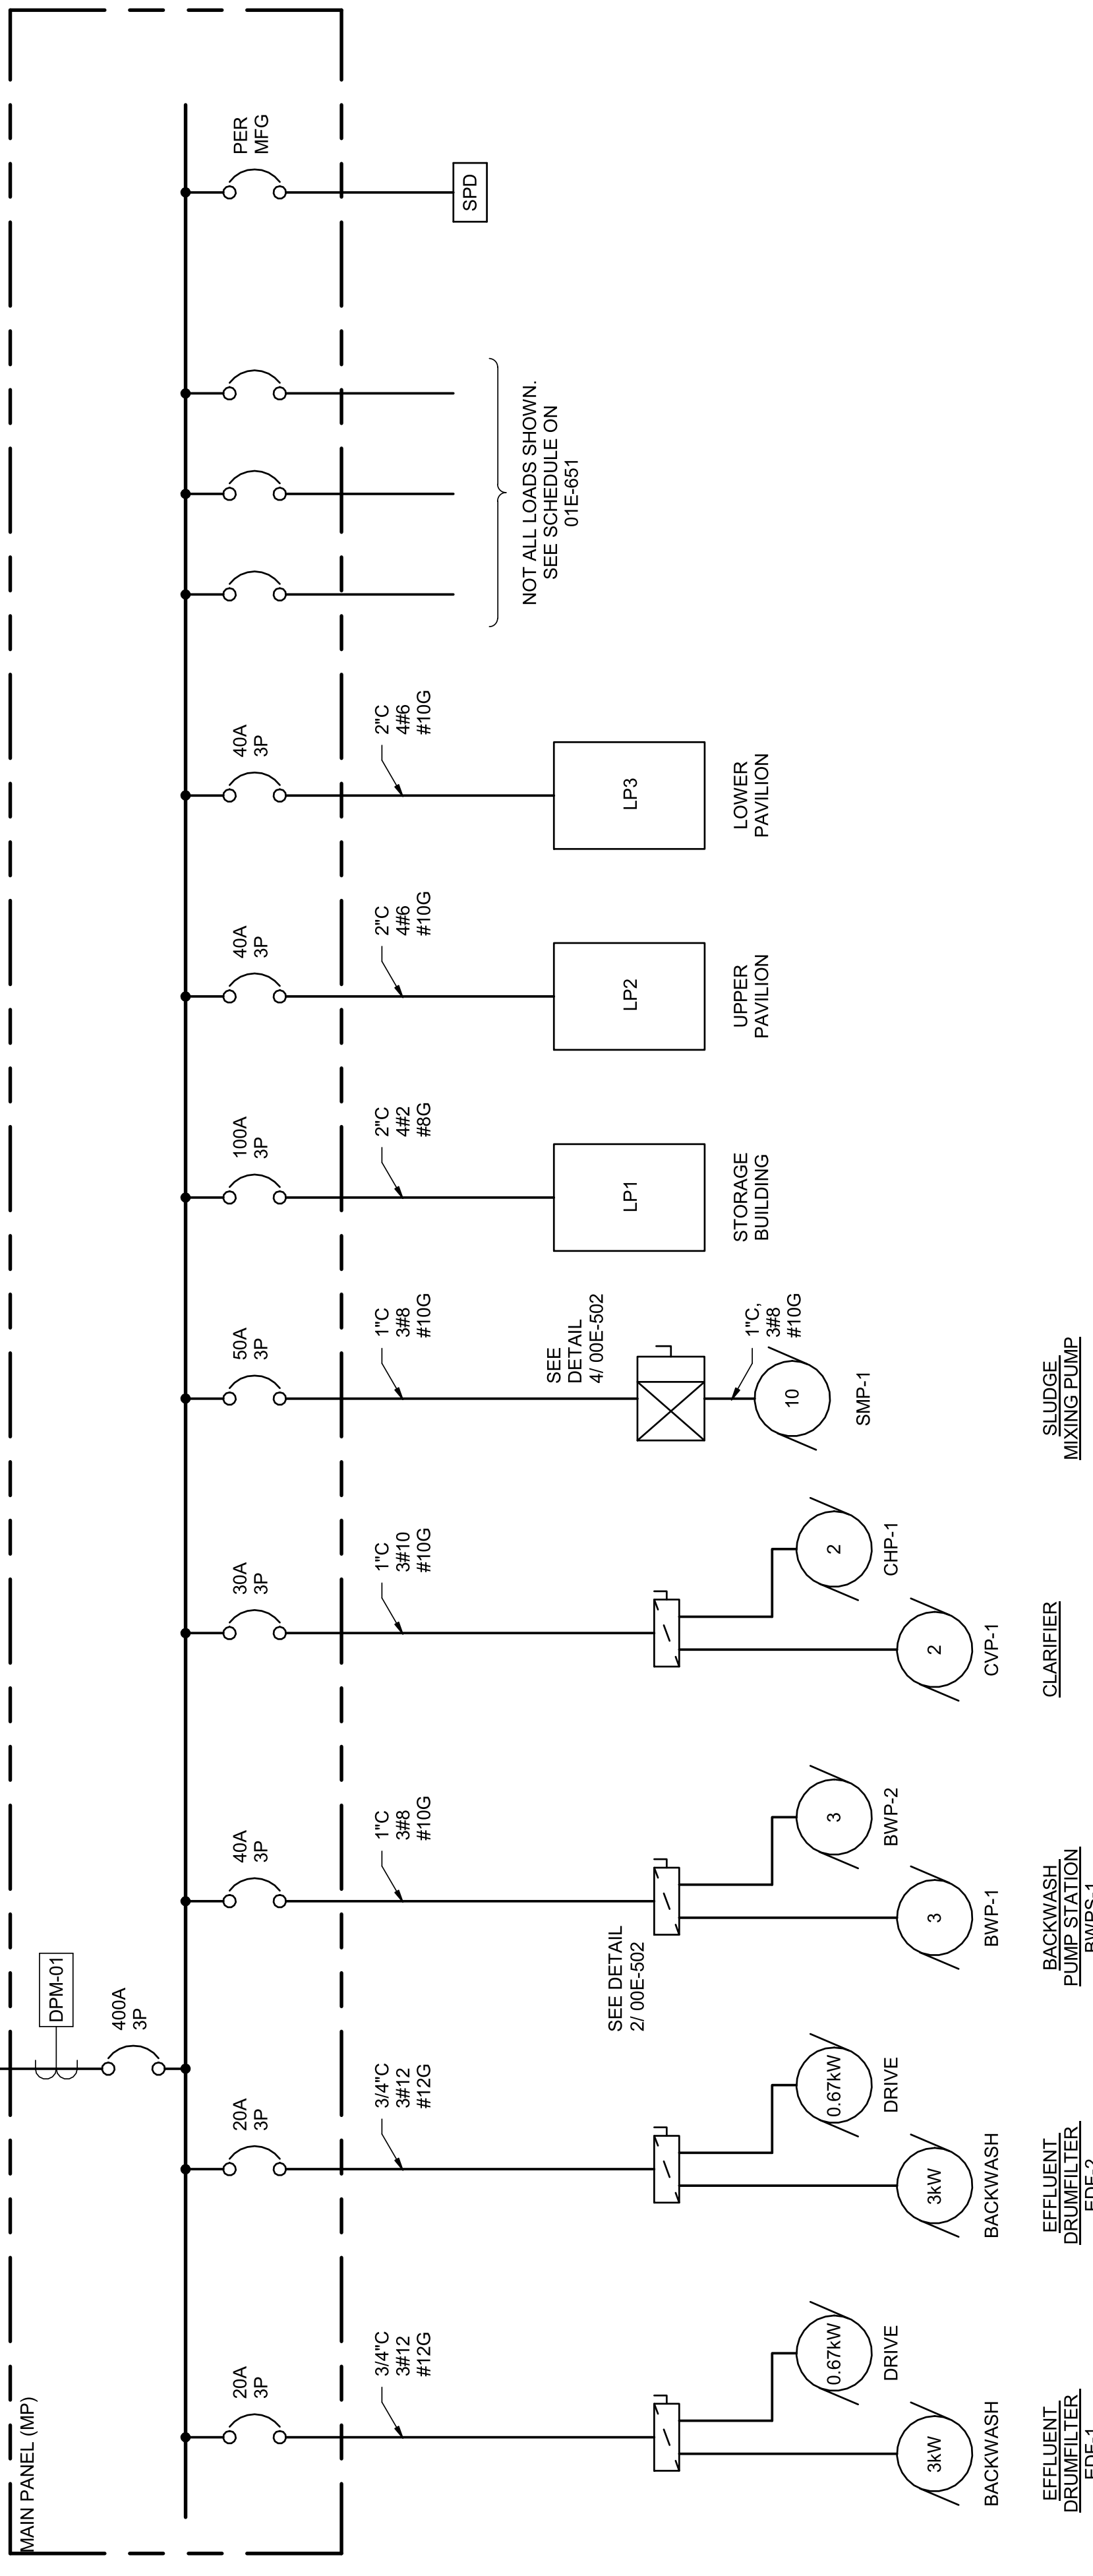 MAIN PANEL (MP)
DPM-01
400A
3P
20A
3P
20A
3P
40A
3P
30A
3P
50A
3P
100A
3P
40A
3P
40A
3P
PER
MFG
3/4"C
3#12
#12G
3/4"C
3#12
#12G
1"C
3#8
#10G
1"C
3#10
#10G
1"C
3#8
#10G
2"C
4#2
#8G
2"C
4#6
#10G
2"C
4#6
#10G
SPD
NOT ALL LOADS SHOWN.
SEE SCHEDULE ON
01E-651
SEE DETAIL
2/ 00E-502
SEE
DETAIL
4/ 00E-502
1"C,
3#8
#10G
LP1
LP2
LP3
STORAGE
BUILDING
UPPER
PAVILION
LOWER
PAVILION
0.67kW
DRIVE
3kW
BACKWASH
0.67kW
DRIVE
3kW
BACKWASH
3
BWP-2
3
BWP-1
2
CHP-1
2
CVP-1
10
SMP-1
EFFLUENT
DRUMFILTER
EDF-1
EFFLUENT
DRUMFILTER
EDF-2
BACKWASH
PUMP STATION
BWPS-1
CLARIFIER
SLUDGE
MIXING PUMP